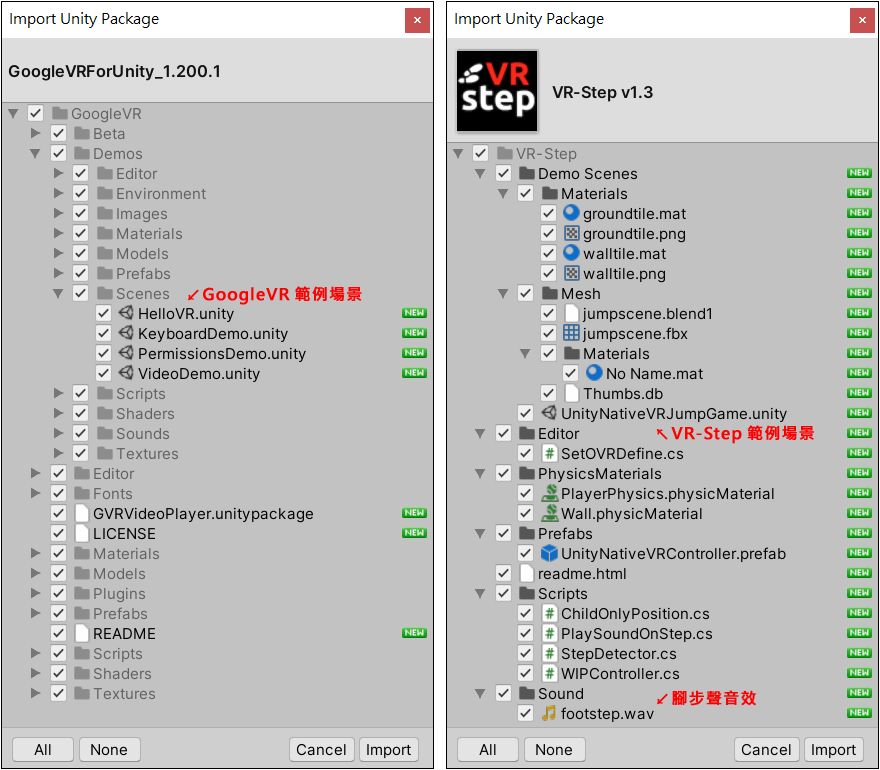 Import Unity Package
GoogleVRForUnity_1.200.1
GoogleVR
Beta
Demos
Editor
Environment
Images
Materials
Models
Prefabs
Scenes ↙GoogleVR 範例場景
HelloVR.unity NEW
KeyboardDemo.unity NEW
PermissionsDemo.unity NEW
VideoDemo.unity NEW
Scripts
Shaders
Sounds
Textures
Editor
Fonts
GVRVideoPlayer.unitypackage NEW
LICENSE NEW
Materials
Models
Plugins
Prefabs
README NEW
Scripts
Shaders
Textures
All None Cancel Import
Import Unity Package
VR
step
VR-Step v1.3
VR-Step
Demo Scenes NEW
Materials NEW
groundtile.mat NEW
groundtile.png NEW
walltile.mat NEW
walltile.png NEW
Mesh NEW
jumpscene.blend1 NEW
jumpscene.fbx NEW
Materials NEW
No Name.mat NEW
Thumbs.db NEW
UnityNativeVRJumpGame.unity NEW
Editor ↖VR-Step 範例場景 NEW
SetOVRDefine.cs NEW
PhysicsMaterials NEW
PlayerPhysics.physicMaterial NEW
Wall.physicMaterial NEW
Prefabs NEW
UnityNativeVRController.prefab NEW
readme.html NEW
Scripts NEW
ChildOnlyPosition.cs NEW
PlaySoundOnStep.cs NEW
StepDetector.cs NEW
WIPController.cs NEW
Sound ↙腳步聲音效 NEW
footstep.wav NEW
All None Cancel Import